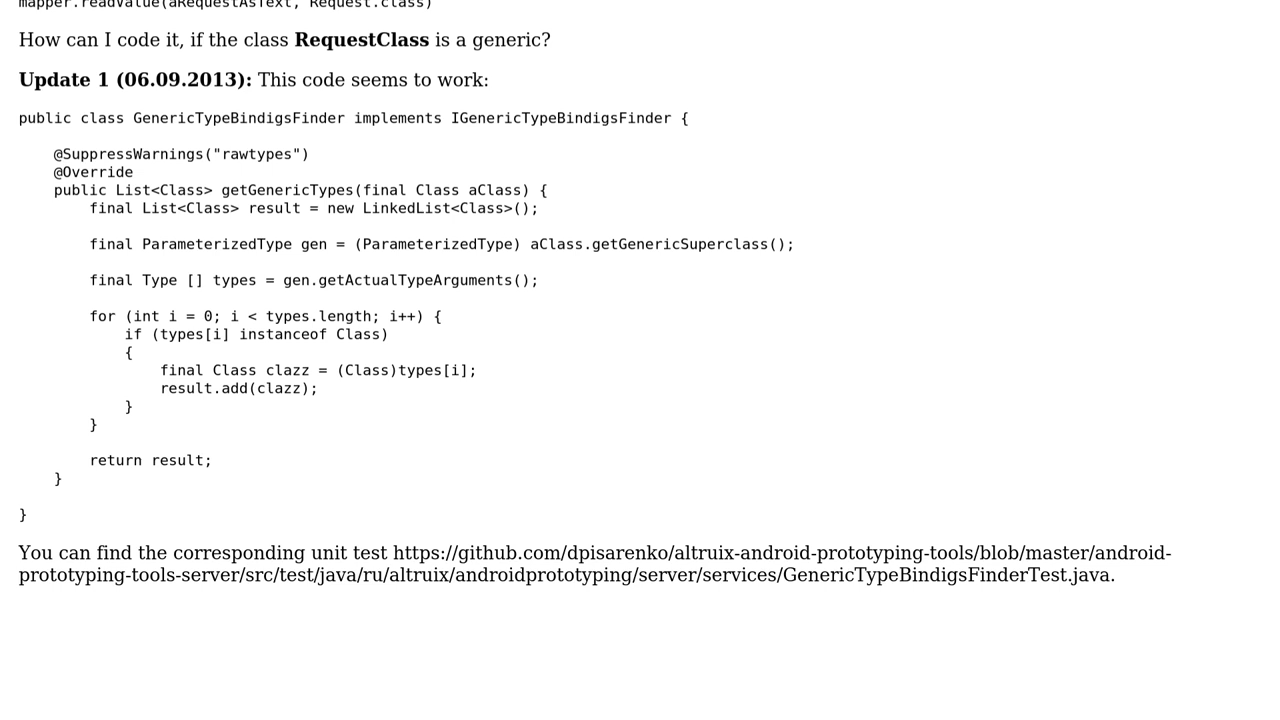 mapper.readValue(aRequestAsText, Request.class)
How can I code it, if the class RequestClass is a generic?
Update 1 (06.09.2013): This code seems to work:
public class GenericTypeBindigsFinder implements IGenericTypeBindigsFinder {
@SuppressWarnings("rawtypes")
@Override
public List<Class> getGenericTypes(final Class aClass) {
final List<Class> result = new LinkedList<Class>();
final ParameterizedType gen = (ParameterizedType) aClass.getGenericSuperclass();
final Type [] types = gen.getActualTypeArguments();
for (int i = 0; i < types.length; i++) {
if (types[i] instanceof Class)
{
final Class clazz = (Class)types[i];
result.add(clazz);
}
}
return result;
}
}
You can find the corresponding unit test https://github.com/dpisarenko/altruix-android-prototyping-tools/blob/master/android-
prototyping-tools-server/src/test/java/ru/altruix/androidprototyping/server/services/GenericTypeBindigsFinderTest.java.